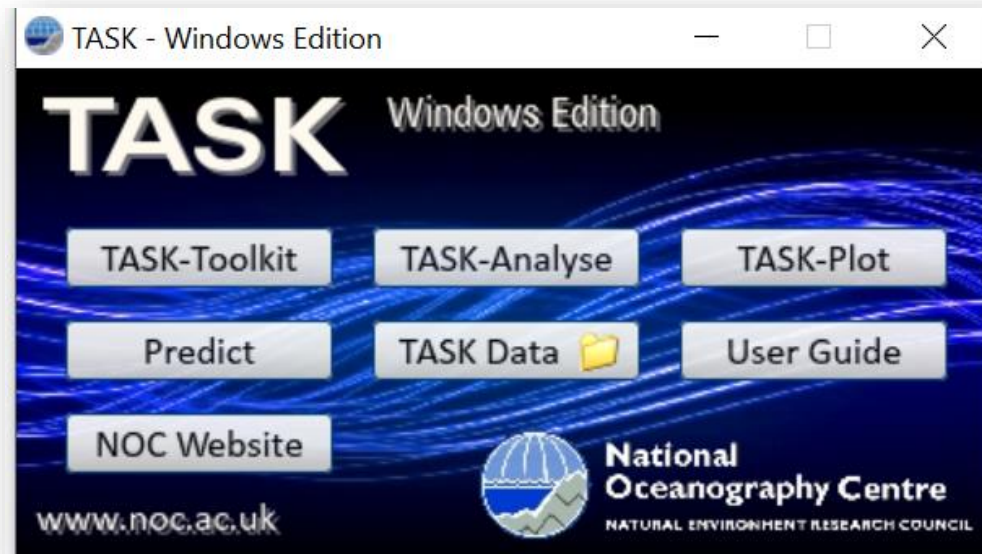 TASK - Windows Edition
TASK Windows Edition
TASK-Toolkit TASK-Analyse TASK-Plot
Predict TASK Data User Guide
NOC Website
National
Oceanography Centre
NATURAL ENVIRONMENT RESEARCH COUNCIL
www.noc.ac.uk